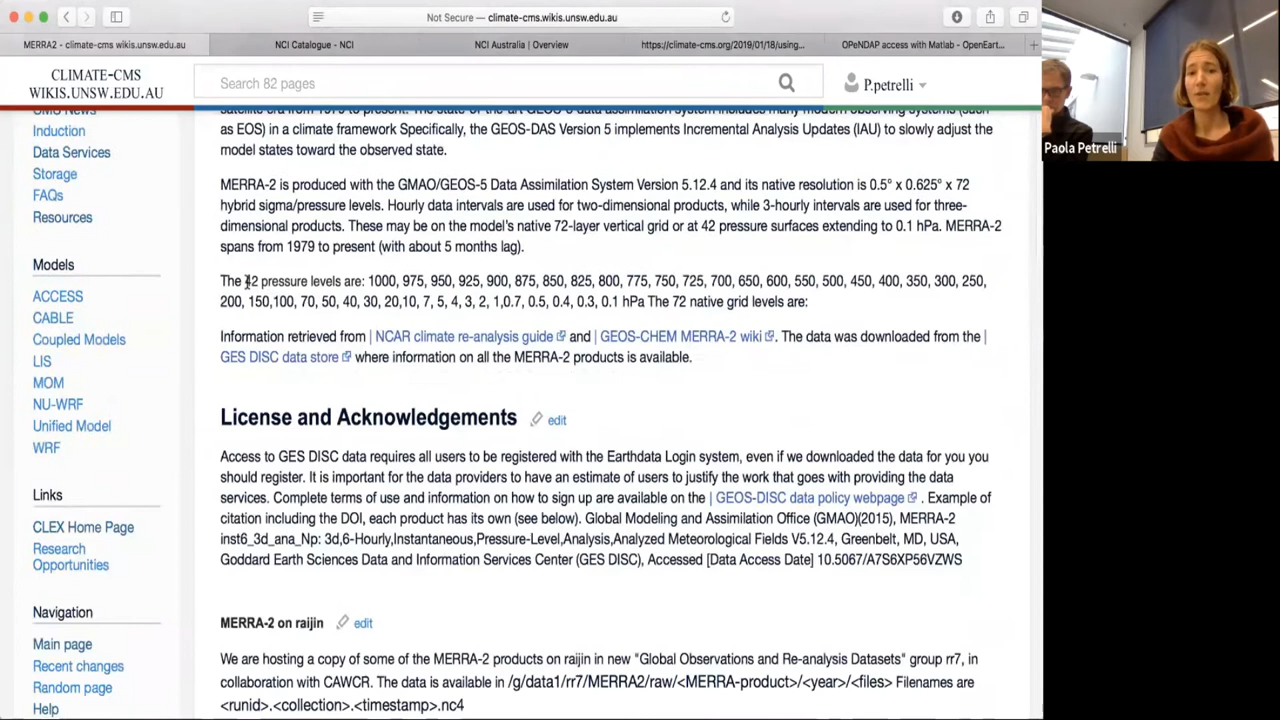 Not Secure — climate-cms.wikis.unsw.edu.au
MERRA2 - climate-cms wikis.unsw.edu.au
NCI Catalogue - NCI
NCI Australia | Overview
https://climate-cms.org/2019/01/18/using...
OPeNDAP access with Matlab - OpenEart...
CLIMATE-CMS
WIKIS.UNSW.EDU.AU
Search 82 pages
P.petrelli
Paola Petrelli
CMS News
Induction
Data Services
Storage
FAQs
Resources
Models
ACCESS
CABLE
Coupled Models
LIS
MOM
NU-WRF
Unified Model
WRF
Links
CLEX Home Page
Research
Opportunities
Navigation
Main page
Recent changes
Random page
Help
satellite era from 1979 to present. The state-of-the-art GEOS-5 data assimilation system includes many modern observing systems (such
as EOS) in a climate framework Specifically, the GEOS-DAS Version 5 implements Incremental Analysis Updates (IAU) to slowly adjust the
model states toward the observed state.
MERRA-2 is produced with the GMAO/GEOS-5 Data Assimilation System Version 5.12.4 and its native resolution is 0.5° x 0.625° x 72
hybrid sigma/pressure levels. Hourly data intervals are used for two-dimensional products, while 3-hourly intervals are used for three-
dimensional products. These may be on the model's native 72-layer vertical grid or at 42 pressure surfaces extending to 0.1 hPa. MERRA-2
spans from 1979 to present (with about 5 months lag).
The 42 pressure levels are: 1000, 975, 950, 925, 900, 875, 850, 825, 800, 775, 750, 725, 700, 650, 600, 550, 500, 450, 400, 350, 300, 250,
200, 150,100, 70, 50, 40, 30, 20,10, 7, 5, 4, 3, 2, 1,0.7, 0.5, 0.4, 0.3, 0.1 hPa The 72 native grid levels are:
Information retrieved from | NCAR climate re-analysis guide and | GEOS-CHEM MERRA-2 wiki. The data was downloaded from the |
GES DISC data store where information on all the MERRA-2 products is available.
License and Acknowledgements edit
Access to GES DISC data requires all users to be registered with the Earthdata Login system, even if we downloaded the data for you you
should register. It is important for the data providers to have an estimate of users to justify the work that goes with providing the data
services. Complete terms of use and information on how to sign up are available on the | GEOS-DISC data policy webpage . Example of
citation including the DOI, each product has its own (see below). Global Modeling and Assimilation Office (GMAO)(2015), MERRA-2
inst6_3d_ana_Np: 3d,6-Hourly,Instantaneous,Pressure-Level,Analysis,Analyzed Meteorological Fields V5.12.4, Greenbelt, MD, USA,
Goddard Earth Sciences Data and Information Services Center (GES DISC), Accessed [Data Access Date] 10.5067/A7S6XP56VZWS
MERRA-2 on raijin edit
We are hosting a copy of some of the MERRA-2 products on raijin in new "Global Observations and Re-analysis Datasets" group rr7, in
collaboration with CAWCR. The data is available in /g/data1/rr7/MERRA2/raw/<MERRA-product>/<year>/<files> Filenames are
<runid>.<collection>.<timestamp>.nc4